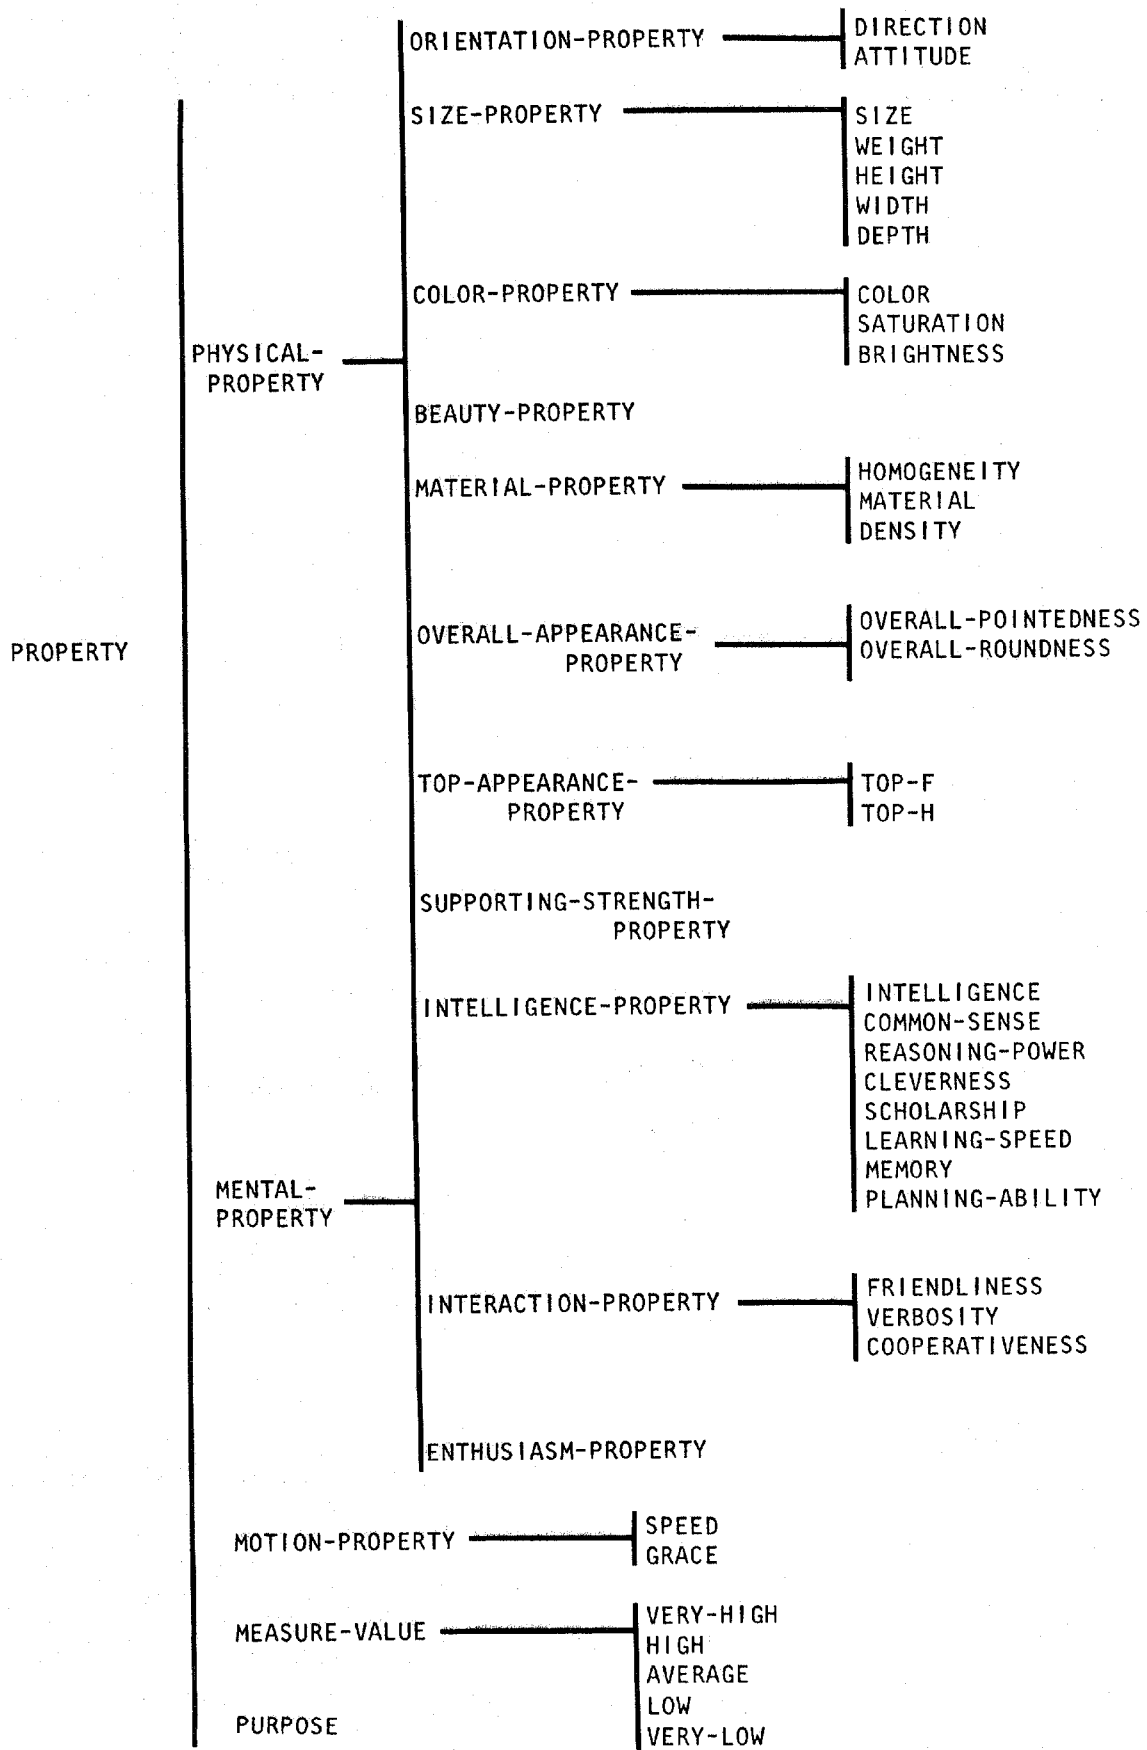 ORIENTATION-PROPERTY
DIRECTION
ATTITUDE
SIZE-PROPERTY
SIZE
WEIGHT
HEIGHT
WIDTH
DEPTH
COLOR-PROPERTY
COLOR
SATURATION
BRIGHTNESS
PHYSICAL-
PROPERTY
BEAUTY-PROPERTY
MATERIAL-PROPERTY
HOMOGENEITY
MATERIAL
DENSITY
PROPERTY
OVERALL-APPEARANCE-
PROPERTY
OVERALL-POINTEDNESS
OVERALL-ROUNDNESS
TOP-APPEARANCE-
PROPERTY
TOP-F
TOP-H
SUPPORTING-STRENGTH-
PROPERTY
INTELLIGENCE-PROPERTY
INTELLIGENCE
COMMON-SENSE
REASONING-POWER
CLEVERNESS
SCHOLARSHIP
LEARNING-SPEED
MEMORY
PLANNING-ABILITY
MENTAL-
PROPERTY
INTERACTION-PROPERTY
FRIENDLINESS
VERBOSITY
COOPERATIVENESS
ENTHUSIASM-PROPERTY
MOTION-PROPERTY
SPEED
GRACE
MEASURE-VALUE
VERY-HIGH
HIGH
AVERAGE
LOW
VERY-LOW
PURPOSE